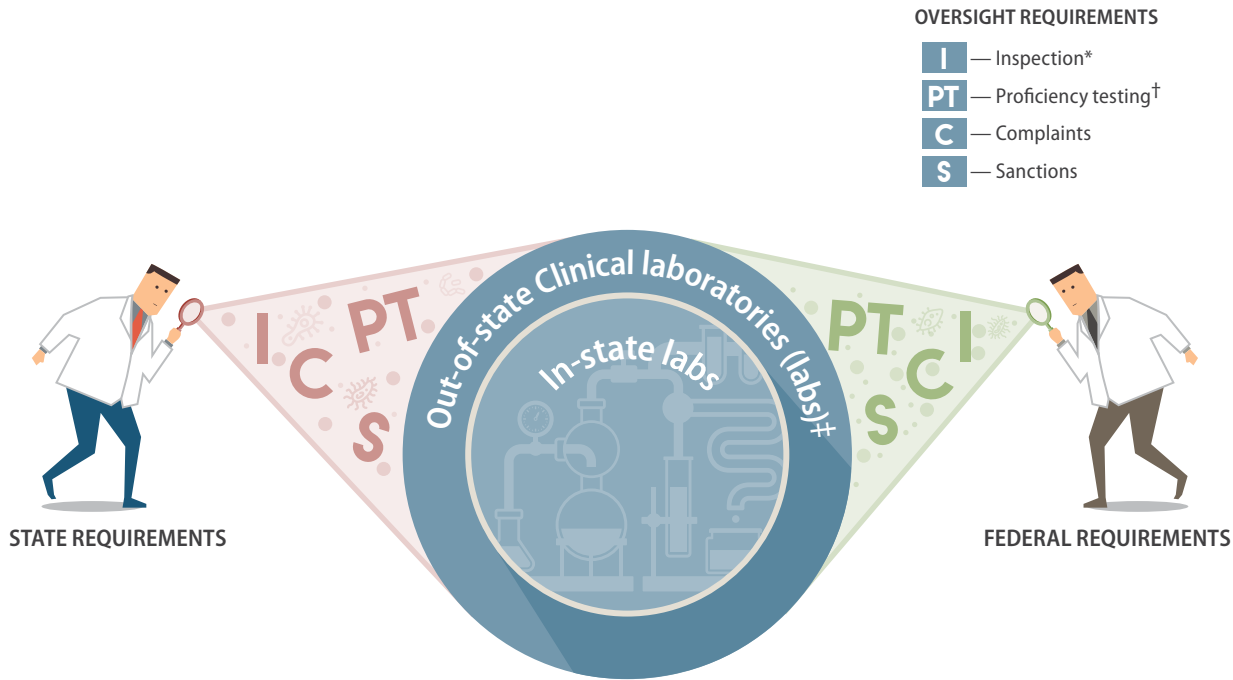 OVERSIGHT REQUIREMENTS
I — Inspection*
PT — Proficiency testing†
C — Complaints
S — Sanctions
Out-of-state Clinical laboratories (labs)‡
In-state labs
I
PT
C
S
PT
I
C
S
STATE REQUIREMENTS
FEDERAL REQUIREMENTS